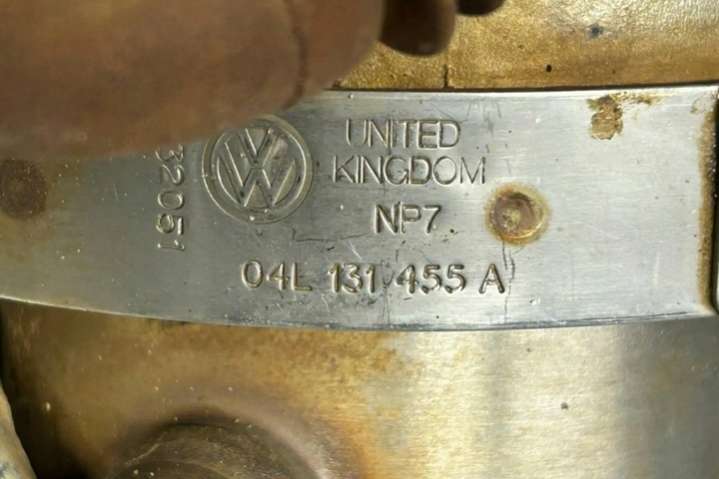 UNITED
KINGDOM
NP7
04L 131 455 A
32051